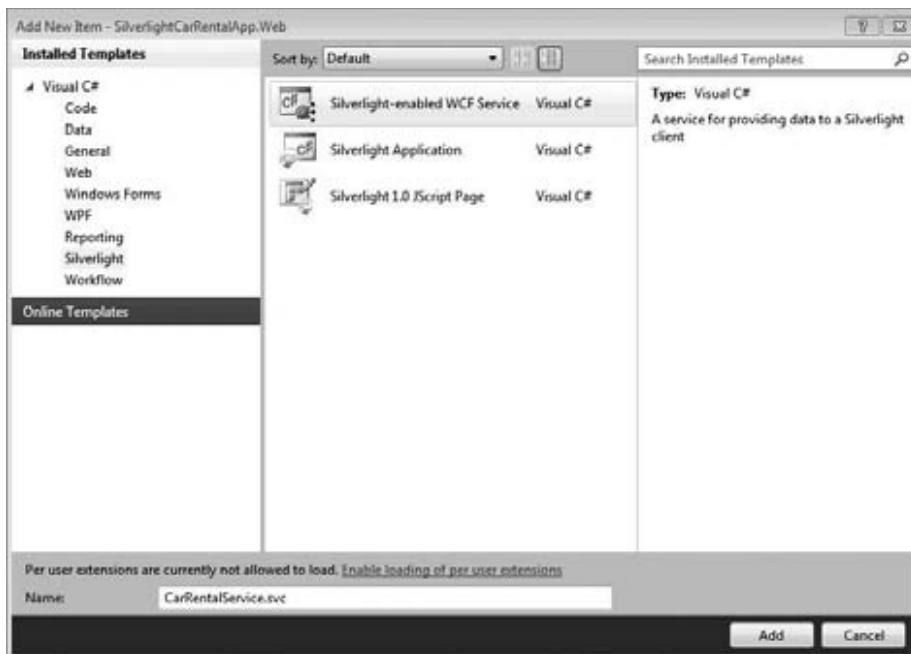 Add New Item - SilverlightCarRentalApp.Web
Installed Templates
Visual C#
Code
Data
General
Web
Windows Forms
WPF
Reporting
Silverlight
Workflow
Online Templates
Sort by: Default
Silverlight-enabled WCF Service Visual C#
Silverlight Application Visual C#
Silverlight 1.0 JScript Page Visual C#
Search Installed Templates
Type: Visual C#
A service for providing data to a Silverlight
client
Per user extensions are currently not allowed to load. Enable loading of per user extensions
Name: CarRentalService.svc
Add Cancel